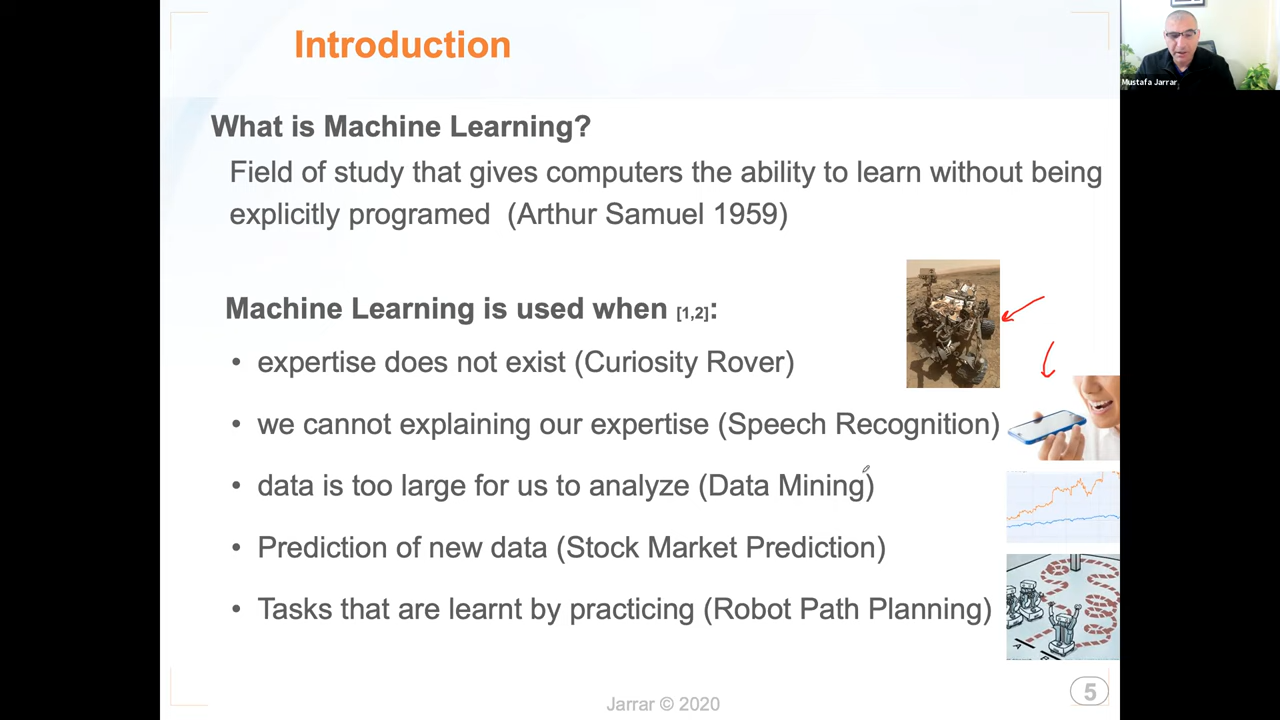 Introduction
Mustafa Jarrar
What is Machine Learning?
Field of study that gives computers the ability to learn without being
explicitly programed (Arthur Samuel 1959)
Machine Learning is used when [1,2]:
• expertise does not exist (Curiosity Rover)
• we cannot explaining our expertise (Speech Recognition)
• data is too large for us to analyze (Data Mining)
• Prediction of new data (Stock Market Prediction)
• Tasks that are learnt by practicing (Robot Path Planning)
A
B
Jarrar © 2020
5